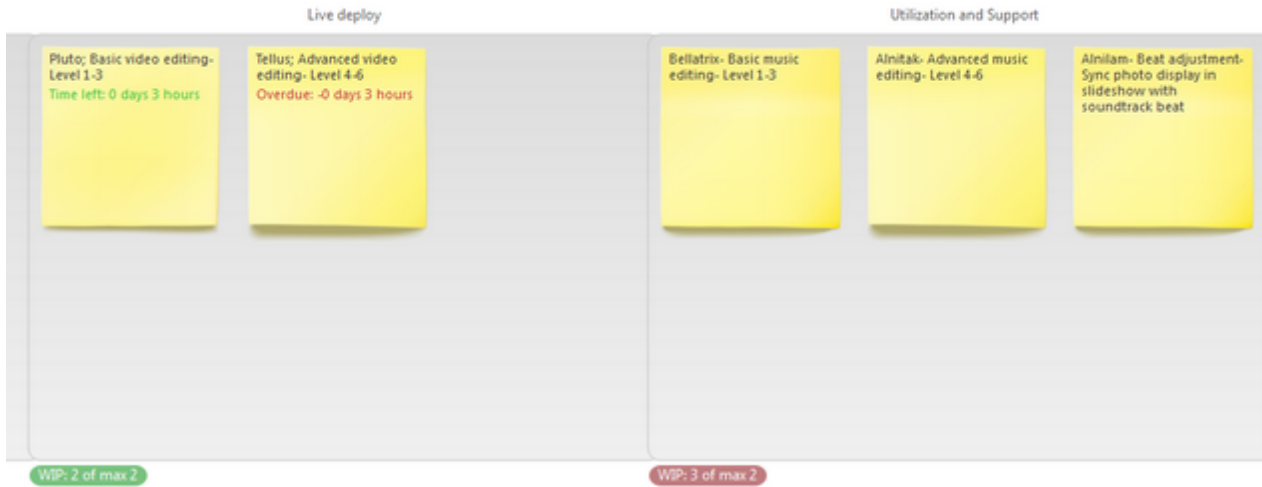 Live deploy
Utilization and Support
Pluto; Basic video editing-
Level 1-3
Time left: 0 days 3 hours
Tellus; Advanced video
editing- Level 4-6
Overdue: -0 days 3 hours
Bellatrix- Basic music
editing- Level 1-3
Alnitak- Advanced music
editing- Level 4-6
Alnilam- Beat adjustment-
Sync photo display in
slideshow with
soundtrack beat
WIP: 2 of max 2
WIP: 3 of max 2